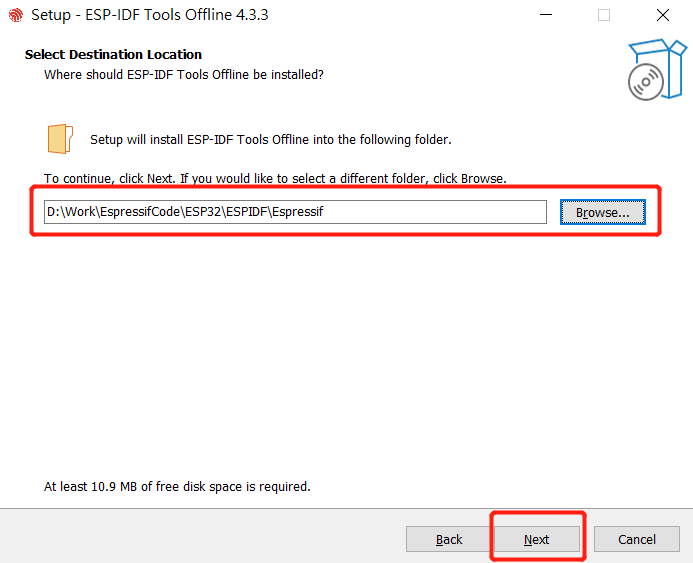 Setup - ESP-IDF Tools Offline 4.3.3
Select Destination Location
Where should ESP-IDF Tools Offline be installed?
Setup will install ESP-IDF Tools Offline into the following folder.
To continue, click Next. If you would like to select a different folder, click Browse.
D:\Work\EspressifCode\ESP32\ESPIDF\Espressif
Browse...
At least 10.9 MB of free disk space is required.
Back Next Cancel